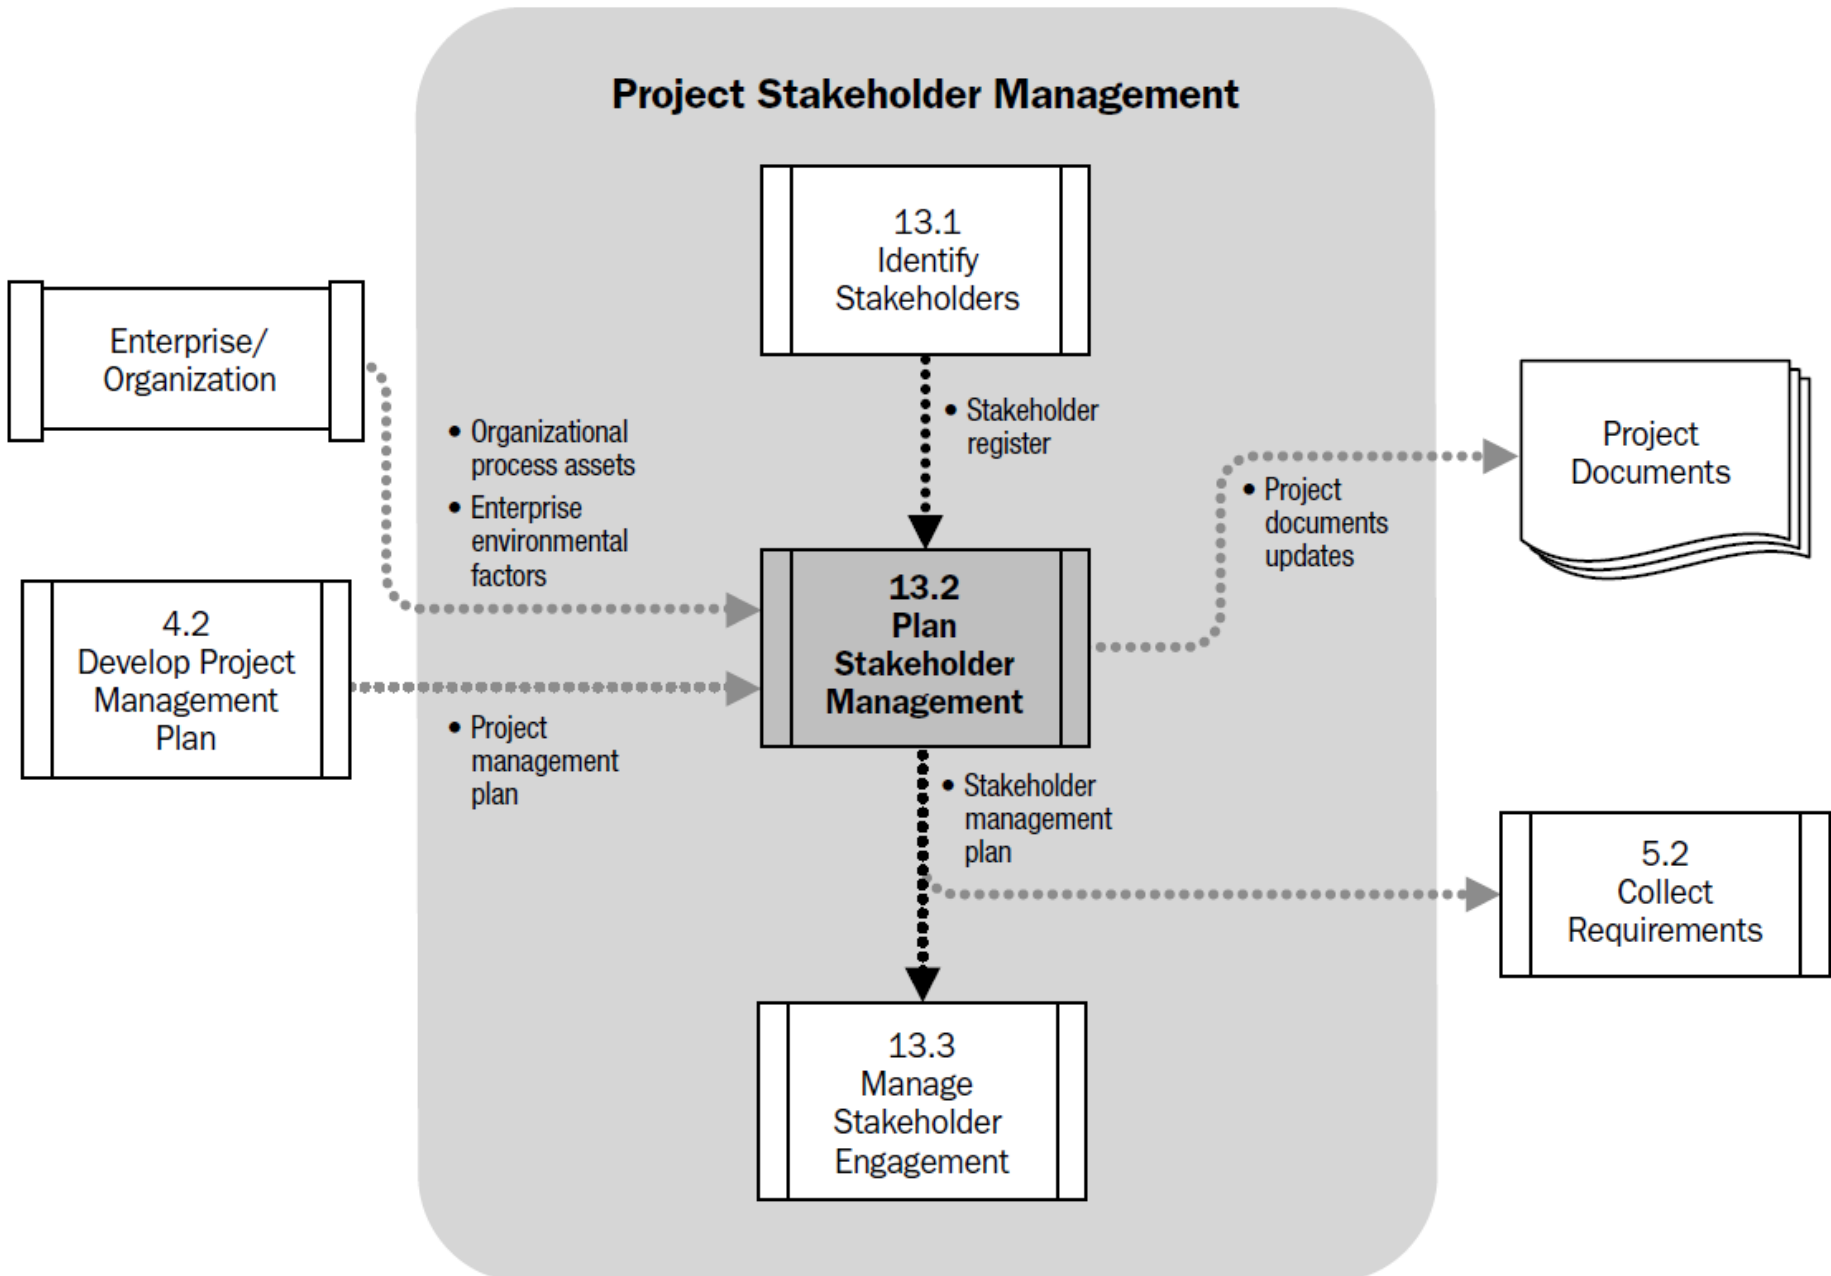 Project Stakeholder Management
13.1
Identify
Stakeholders
Enterprise/
Organization
• Stakeholder
register
• Organizational
process assets
• Enterprise
environmental
factors
Project
Documents
• Project
documents
updates
4.2
Develop Project
Management
Plan
13.2
Plan
Stakeholder
Management
• Project
management
plan
• Stakeholder
management
plan
5.2
Collect
Requirements
13.3
Manage
Stakeholder
Engagement